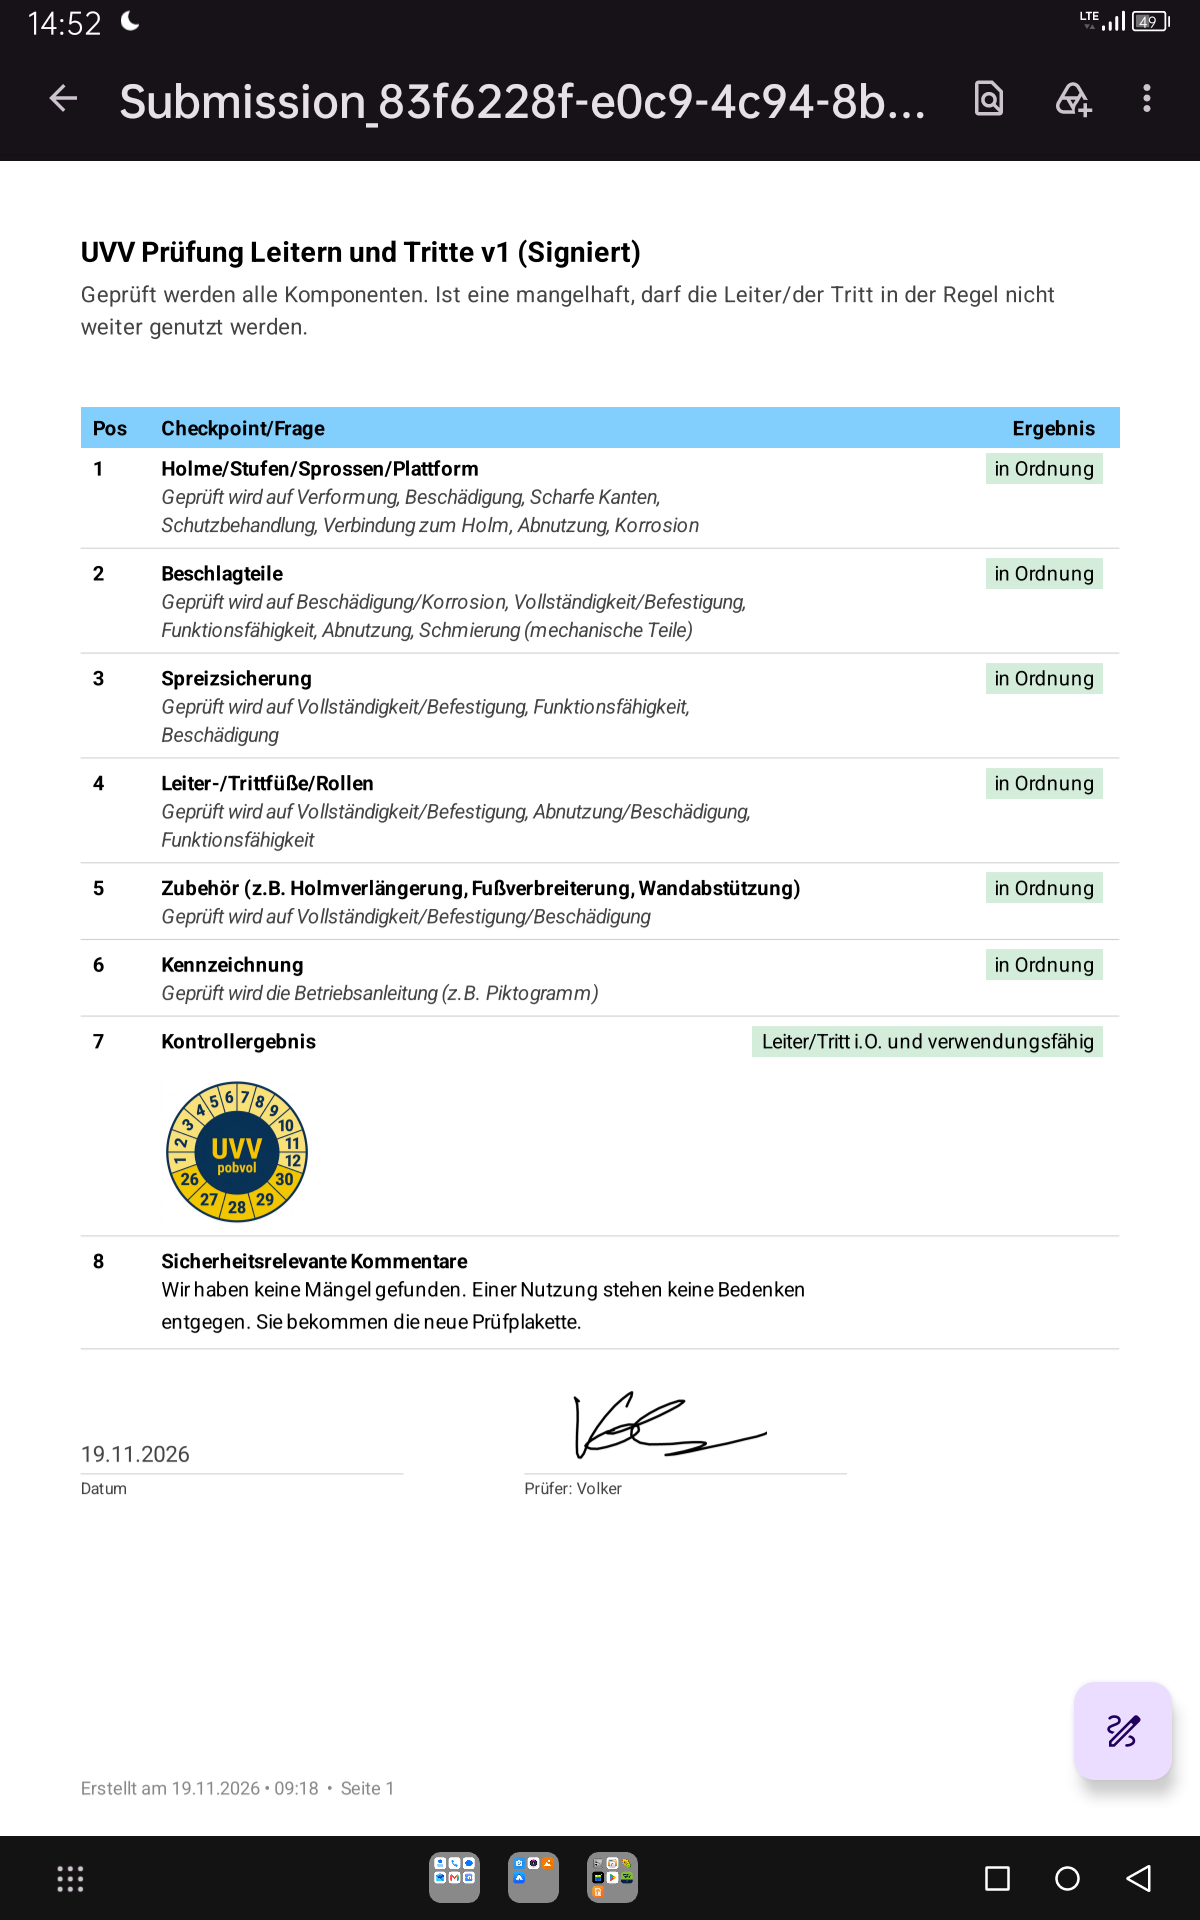 14:52
LTE
49
Submission_83f6228f-e0c9-4c94-8b...
UVV Prüfung Leitern und Tritte v1 (Signiert)
Geprüft werden alle Komponenten. Ist eine mangelhaft, darf die Leiter/der Tritt in der Regel nicht
weiter genutzt werden.
Pos Checkpoint/Frage Ergebnis
1 Holme/Stufen/Sprossen/Plattform in Ordnung
Geprüft wird auf Verformung, Beschädigung, Scharfe Kanten,
Schutzbehandlung, Verbindung zum Holm, Abnutzung, Korrosion
2 Beschlagteile in Ordnung
Geprüft wird auf Beschädigung/Korrosion, Vollständigkeit/Befestigung,
Funktionsfähigkeit, Abnutzung, Schmierung (mechanische Teile)
3 Spreizsicherung in Ordnung
Geprüft wird auf Vollständigkeit/Befestigung, Funktionsfähigkeit,
Beschädigung
4 Leiter-/Trittfüße/Rollen in Ordnung
Geprüft wird auf Vollständigkeit/Befestigung, Abnutzung/Beschädigung,
Funktionsfähigkeit
5 Zubehör (z.B. Holmverlängerung, Fußverbreiterung, Wandabstützung) in Ordnung
Geprüft wird auf Vollständigkeit/Befestigung/Beschädigung
6 Kennzeichnung in Ordnung
Geprüft wird die Betriebsanleitung (z.B. Piktogramm)
7 Kontrollergebnis Leiter/Tritt i.O. und verwendungsfähig
1 2 3 4 5 6 7 8 9 10 11 12
UVV
pobvol
26 27 28 29 30
8 Sicherheitsrelevante Kommentare
Wir haben keine Mängel gefunden. Einer Nutzung stehen keine Bedenken
entgegen. Sie bekommen die neue Prüfplakette.
19.11.2026
Datum
Prüfer: Volker
Erstellt am 19.11.2026 • 09:18 • Seite 1